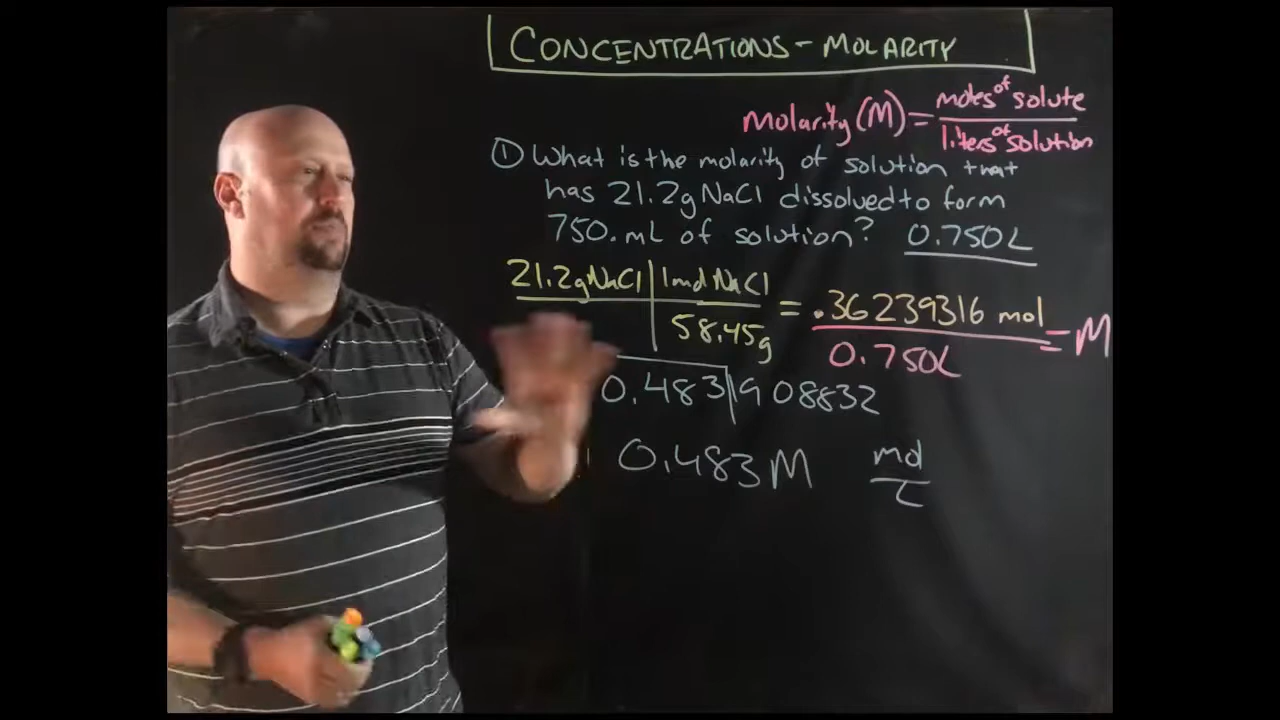 CONCENTRATIONS - MOLARITY
molarity (M) = moles of solute / liters of solution
① What is the molarity of solution that
has 21.2g NaCl dissolved to form
750. mL of solution? 0.750L
21.2g NaCl | 1mol NaCl
58.45g
= .36239316 mol
0.750L
= M
0.483|908832
0.483 M mol
L